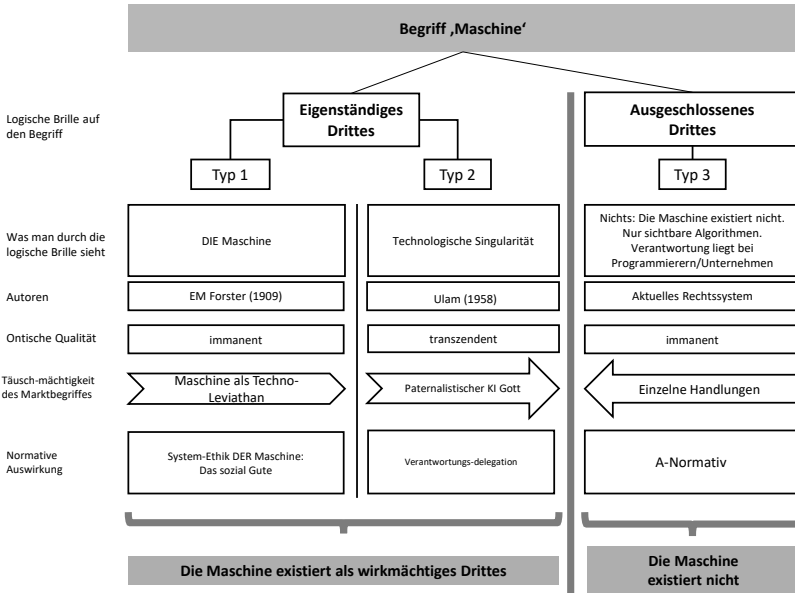 Begriff ‚Maschine‘
Logische Brille auf
den Begriff
Eigenständiges
Drittes
Ausgeschlossenes
Drittes
Typ 1
Typ 2
Typ 3
Was man durch die
logische Brille sieht
DIE Maschine
Technologische Singularität
Nichts: Die Maschine existiert nicht.
Nur sichtbare Algorithmen.
Verantwortung liegt bei
Programmierern/Unternehmen
Autoren
EM Forster (1909)
Ulam (1958)
Aktuelles Rechtssystem
Ontische Qualität
immanent
transzendent
immanent
Täusch-mächtigkeit
des Marktbegriffes
Maschine als Techno-
Leviathan
Paternalistischer KI Gott
Einzelne Handlungen
Normative
Auswirkung
System-Ethik DER Maschine:
Das sozial Gute
Verantwortungs-delegation
A-Normativ
Die Maschine existiert als wirkmächtiges Drittes
Die Maschine
existiert nicht